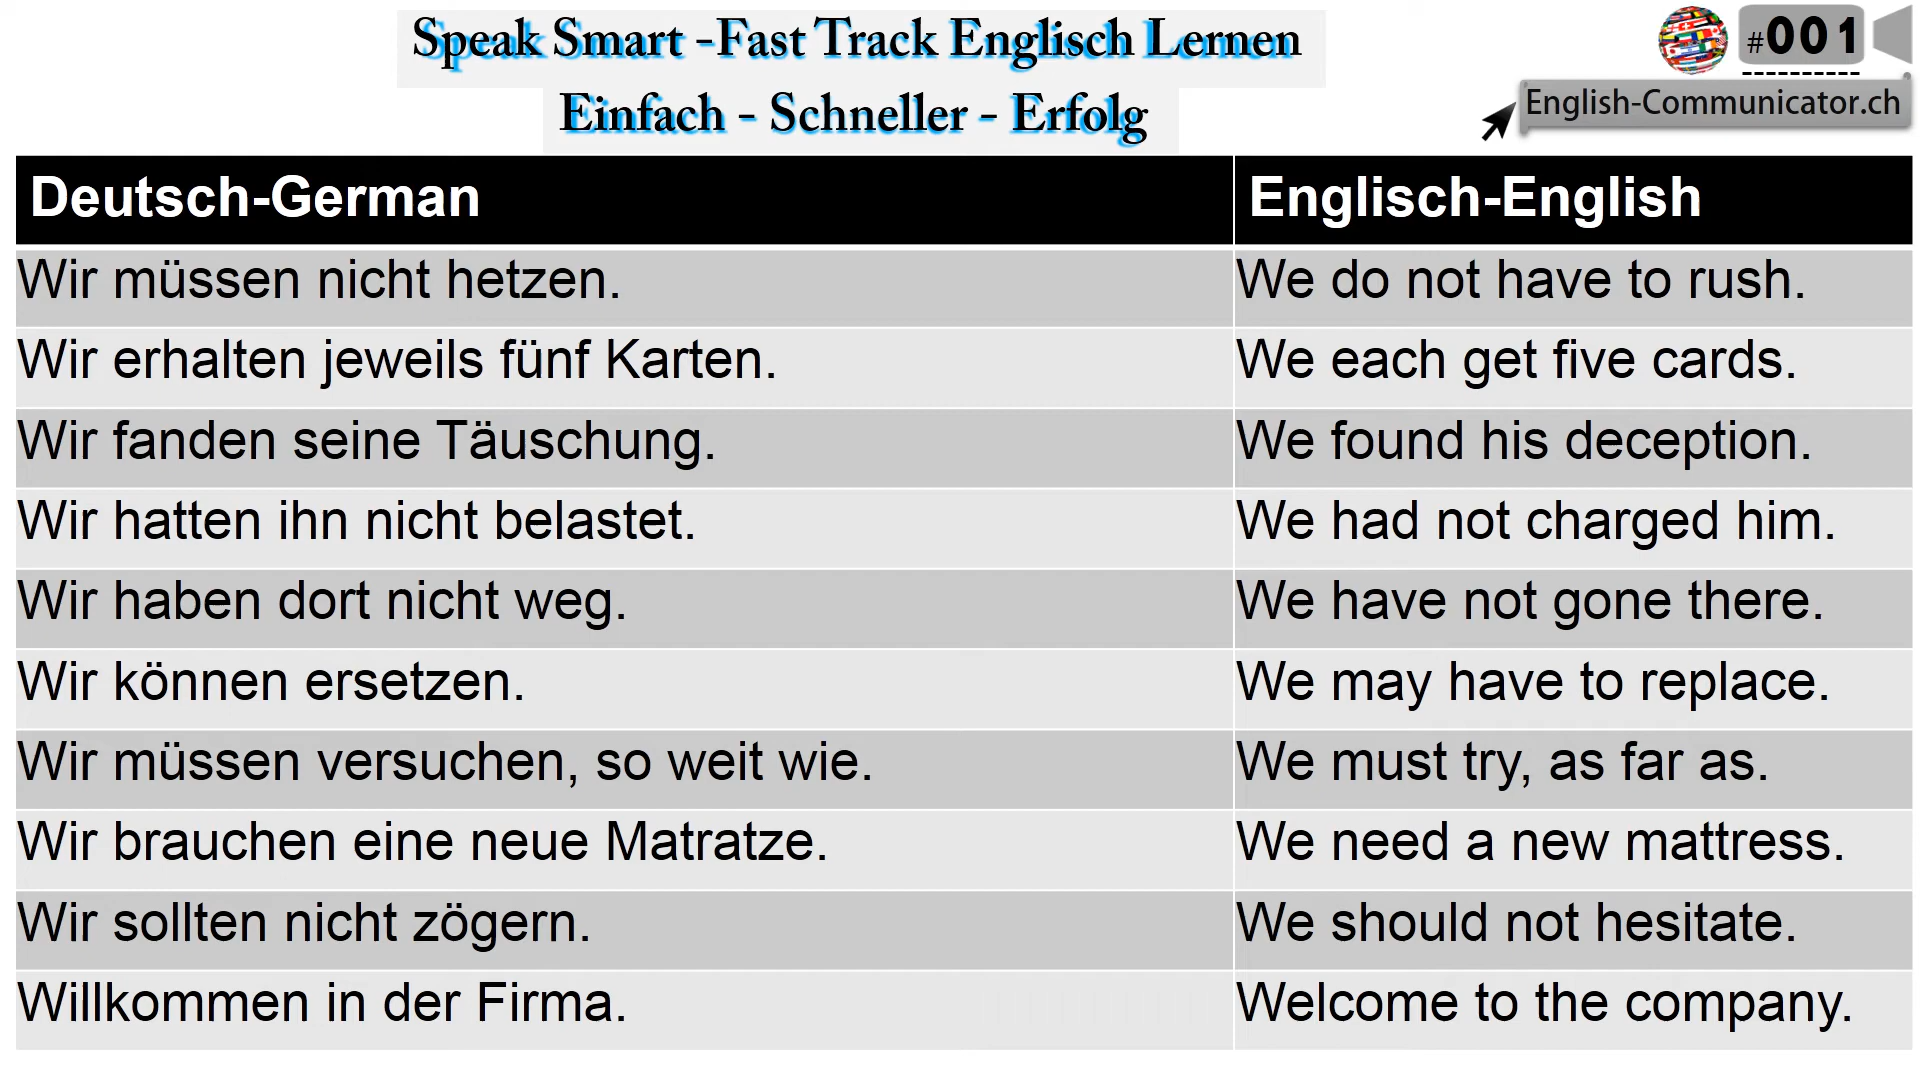 Speak Smart -Fast Track Englisch Lernen
Einfach - Schneller - Erfolg
#001
English-Communicator.ch
Deutsch-German Englisch-English
Wir müssen nicht hetzen. We do not have to rush.
Wir erhalten jeweils fünf Karten. We each get five cards.
Wir fanden seine Täuschung. We found his deception.
Wir hatten ihn nicht belastet. We had not charged him.
Wir haben dort nicht weg. We have not gone there.
Wir können ersetzen. We may have to replace.
Wir müssen versuchen, so weit wie. We must try, as far as.
Wir brauchen eine neue Matratze. We need a new mattress.
Wir sollten nicht zögern. We should not hesitate.
Willkommen in der Firma. Welcome to the company.